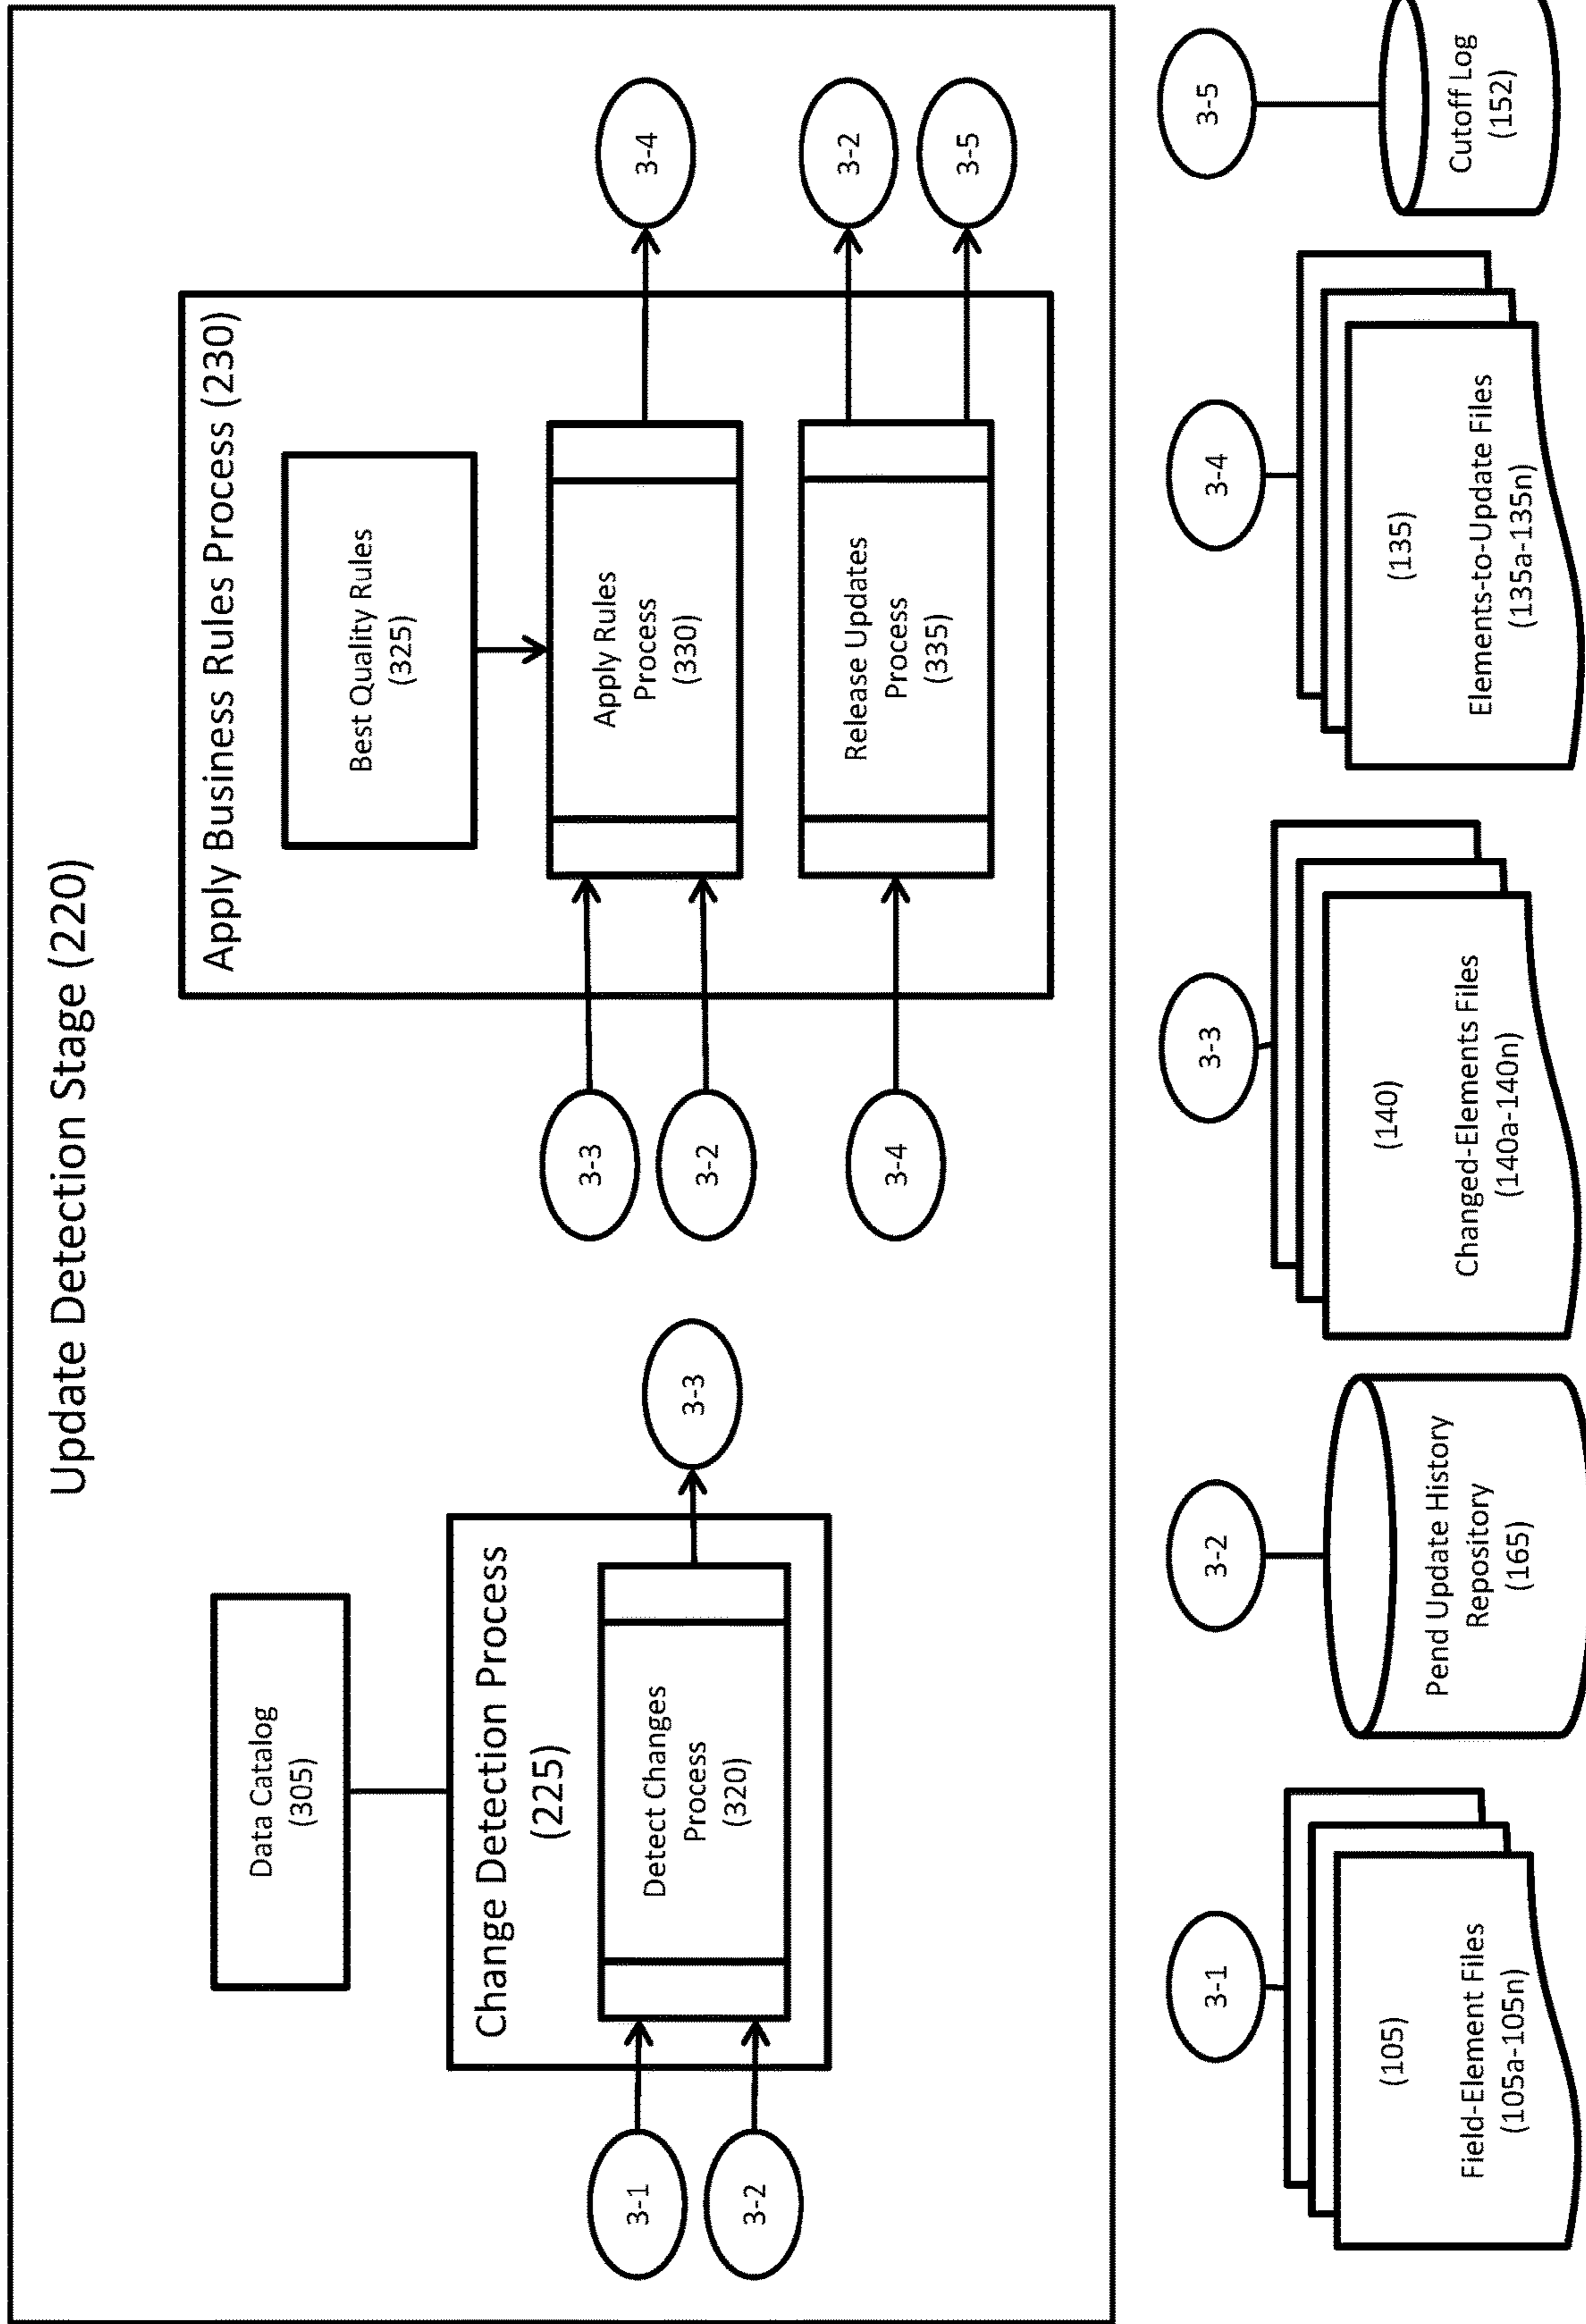 Update Detection Stage (220)
Data Catalog
(305)
Change Detection Process
(225)
Detect Changes
Process
(320)
3-1
3-2
3-3
Apply Business Rules Process (230)
Best Quality Rules
(325)
Apply Rules
Process
(330)
Release Updates
Process
(335)
3-3
3-2
3-4
3-4
3-2
3-5
3-1
(105)
Field-Element Files
(105a-105n)
3-2
Pend Update History
Repository
(165)
3-3
(140)
Changed-Elements Files
(140a-140n)
3-4
(135)
Elements-to-Update Files
(135a-135n)
3-5
Cutoff Log
(152)